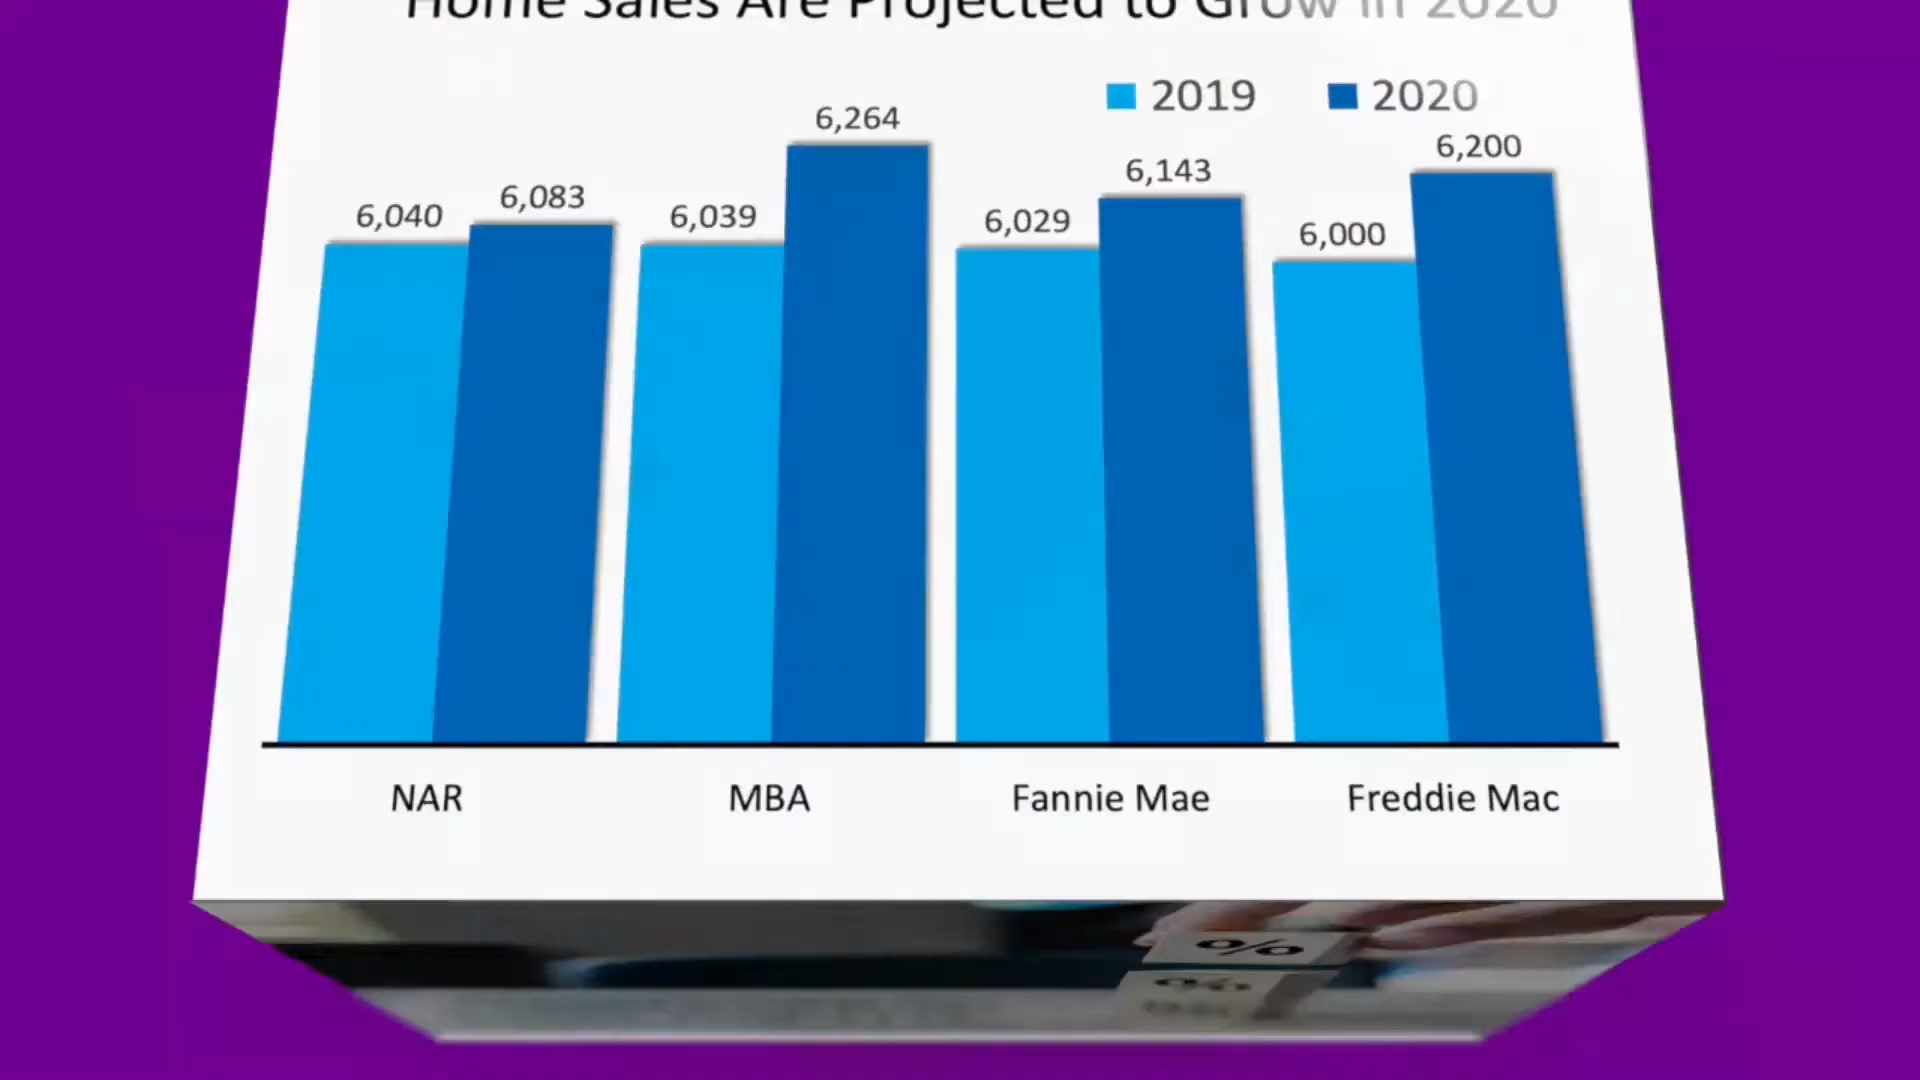 Home Sales Are Projected to Grow in 2020
2019 2020
6,040 6,083 6,039 6,264 6,029 6,143 6,000 6,200
NAR MBA Fannie Mae Freddie Mac
%
%